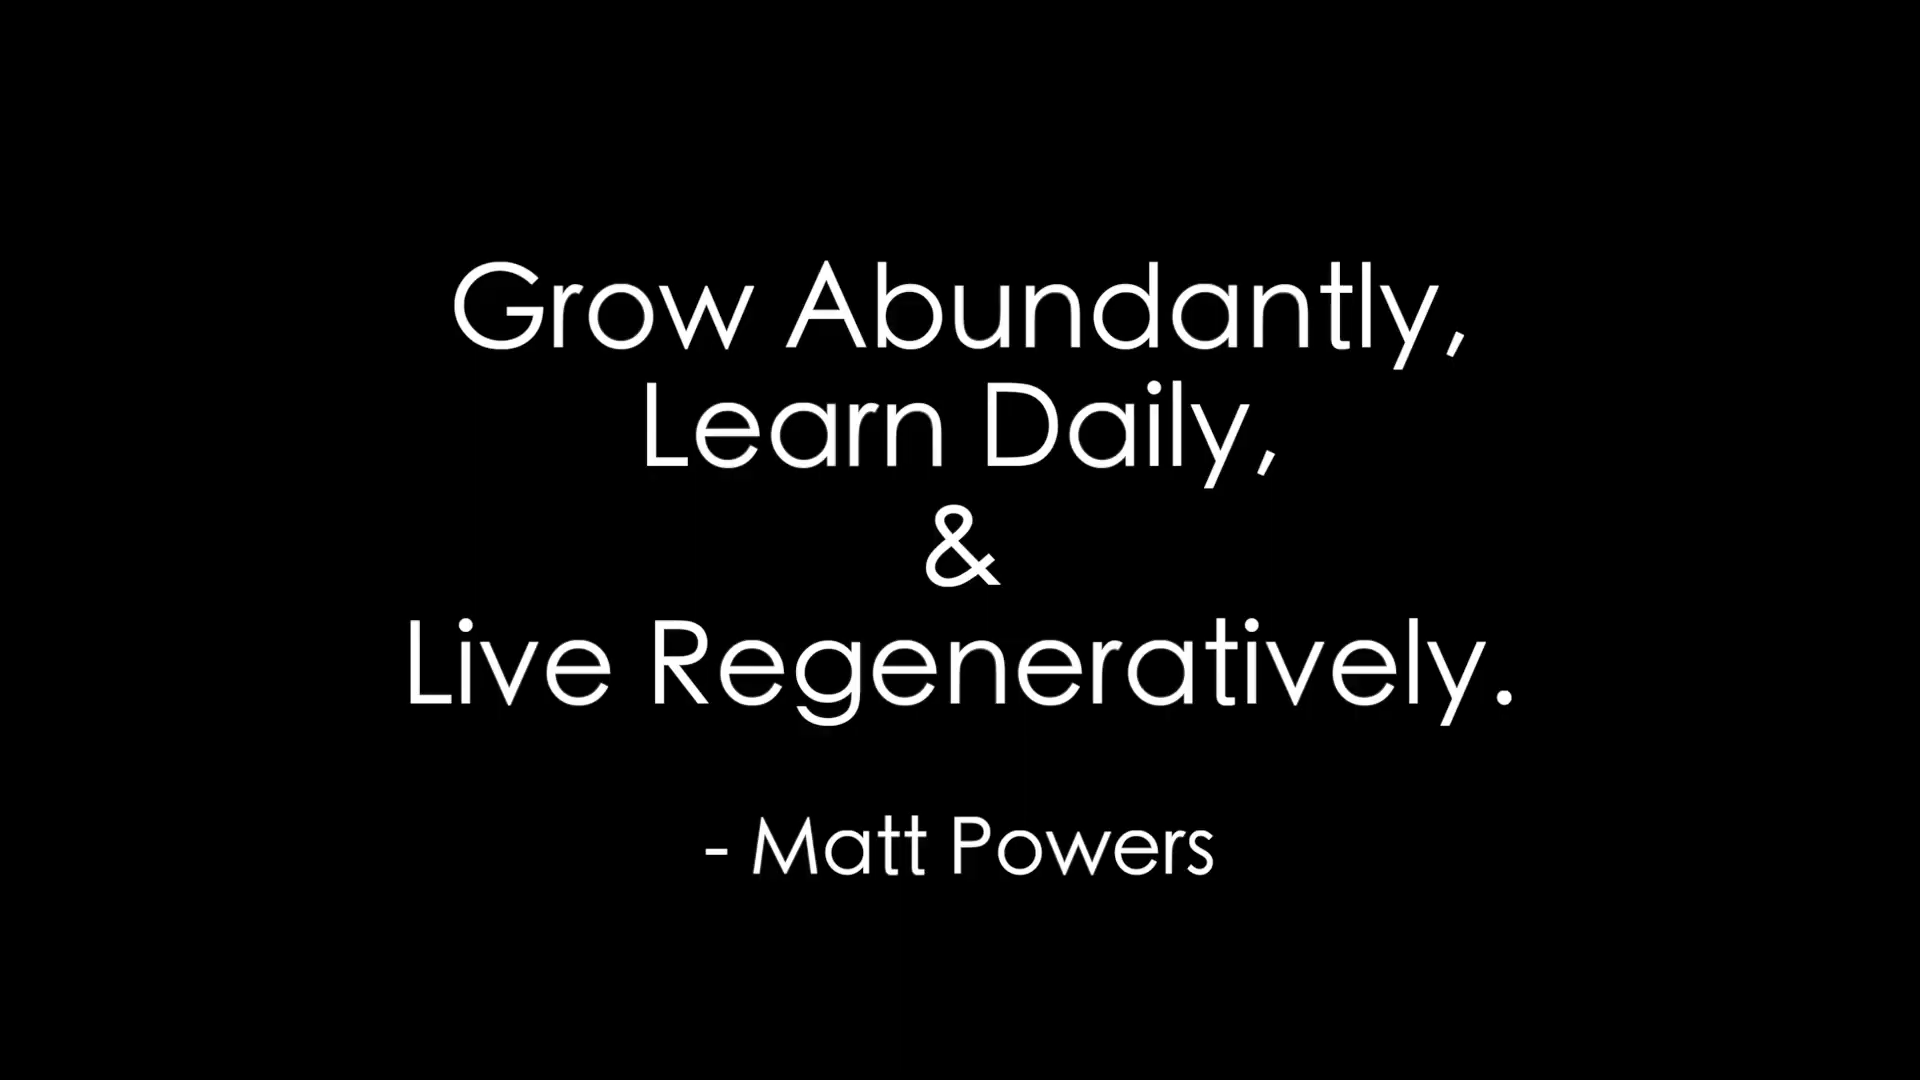 Grow Abundantly,
Learn Daily,
&
Live Regeneratively.
- Matt Powers